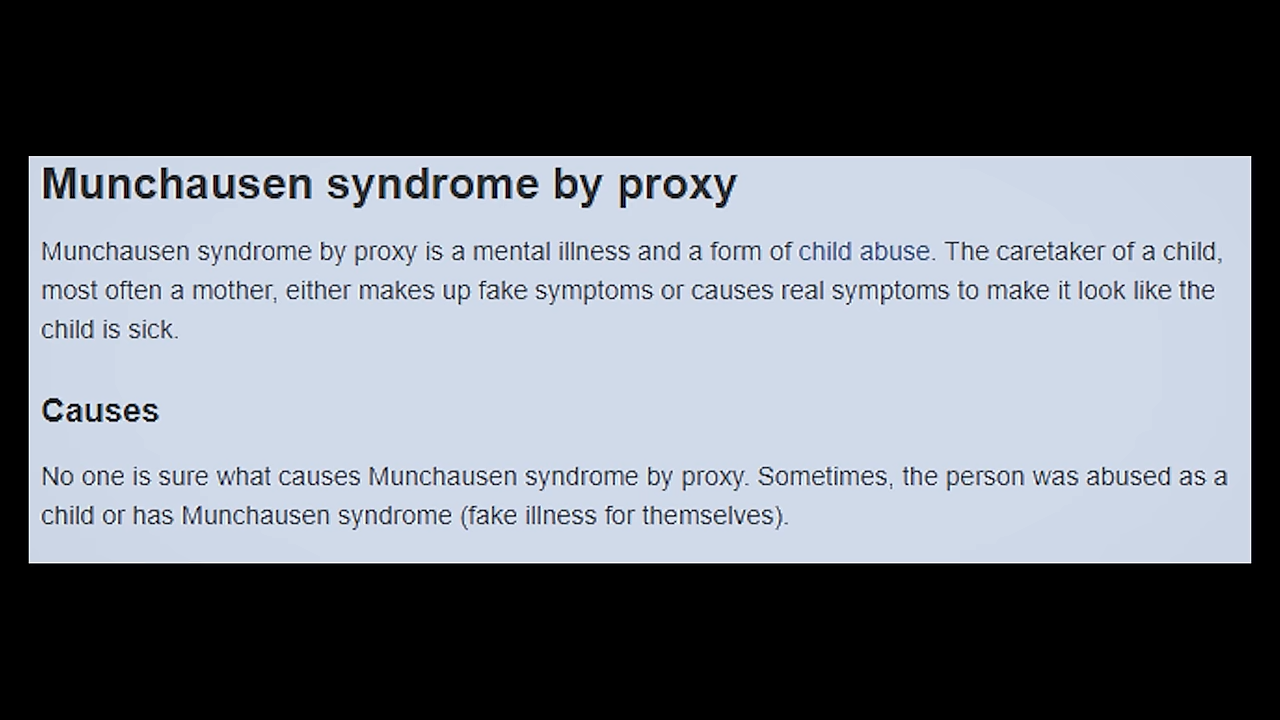 Munchausen syndrome by proxy
Munchausen syndrome by proxy is a mental illness and a form of child abuse. The caretaker of a child,
most often a mother, either makes up fake symptoms or causes real symptoms to make it look like the
child is sick.
Causes
No one is sure what causes Munchausen syndrome by proxy. Sometimes, the person was abused as a
child or has Munchausen syndrome (fake illness for themselves).